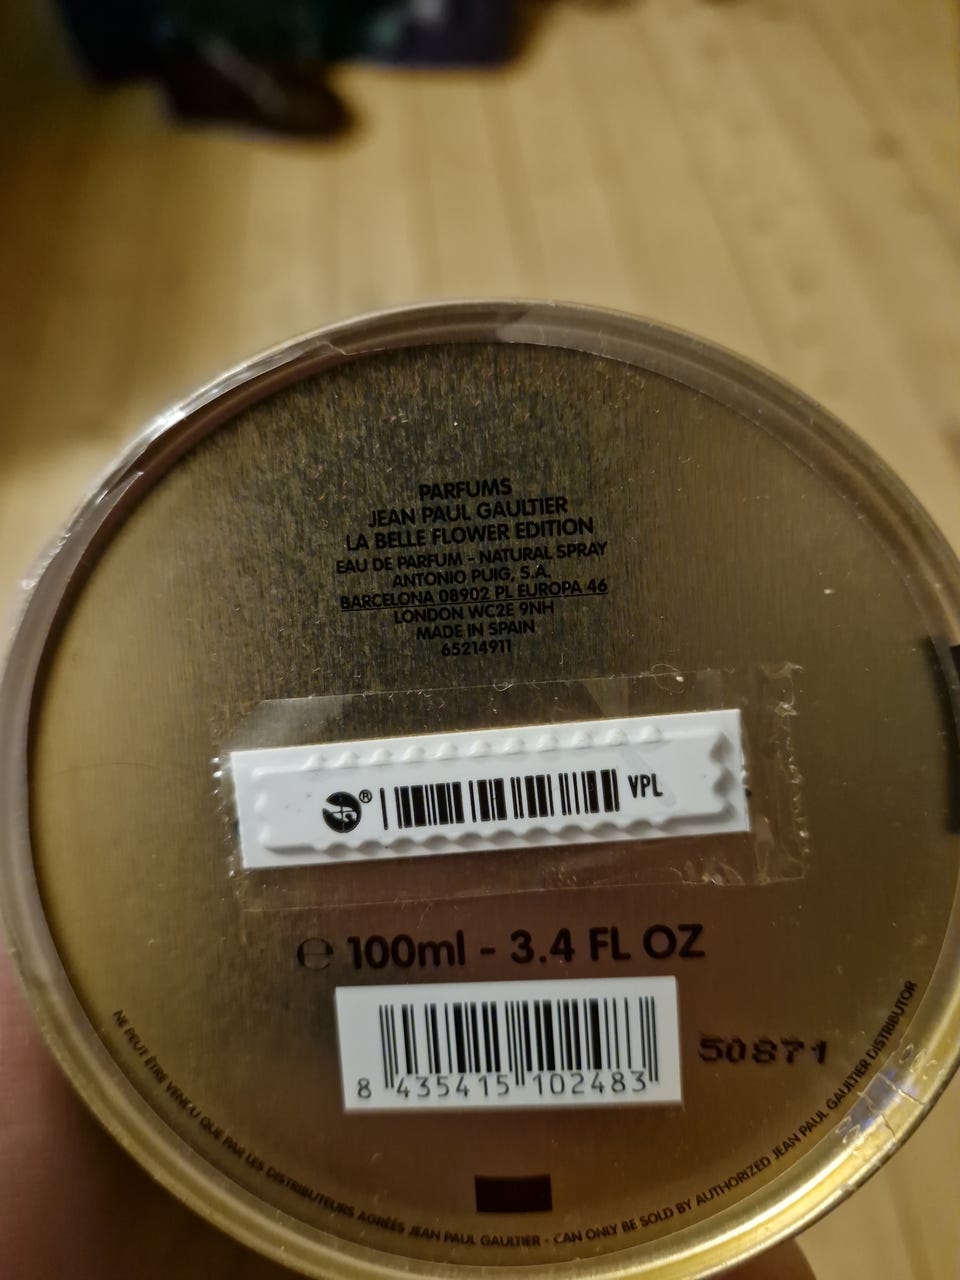 PARFUMS
JEAN PAUL GAULTIER
LA BELLE FLOWER EDITION
EAU DE PARFUM - NATURAL SPRAY
ANTONIO PUIG, S.A.
BARCELONA 08902 PL EUROPA 46
LONDON WC2E 9NH
MADE IN SPAIN
65214911
® VPL
℮ 100ml - 3.4 FL OZ
8 435415 102483
50871
NE PEUT ÊTRE VENDU QUE PAR LES DISTRIBUTEURS AGRÉÉS JEAN PAUL GAULTIER - CAN ONLY BE SOLD BY AUTHORIZED JEAN PAUL GAULTIER DISTRIBUTOR